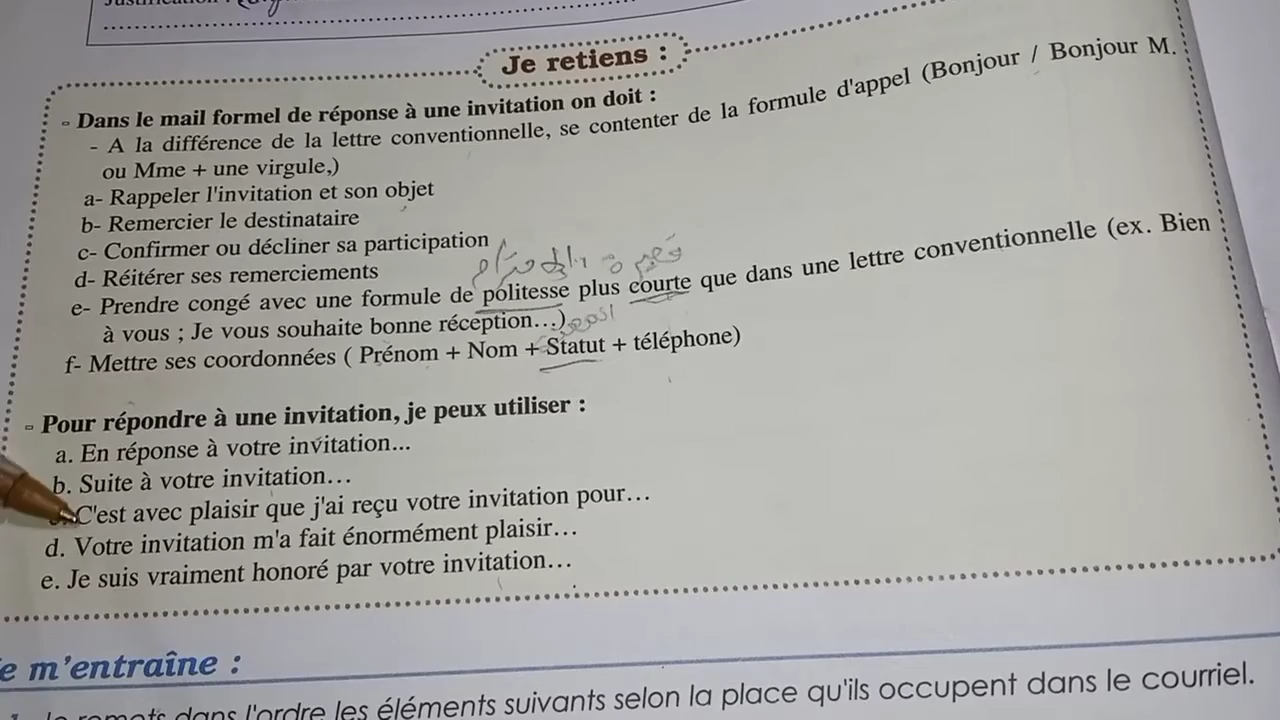 Je retiens :
▫ Dans le mail formel de réponse à une invitation on doit :
- A la différence de la lettre conventionnelle, se contenter de la formule d'appel (Bonjour / Bonjour M.
ou Mme + une virgule,)
a- Rappeler l'invitation et son objet
b- Remercier le destinataire
c- Confirmer ou décliner sa participation
d- Réitérer ses remerciements
e- Prendre congé avec une formule de politesse plus courte que dans une lettre conventionnelle (ex. Bien
à vous ; Je vous souhaite bonne réception…)
f- Mettre ses coordonnées ( Prénom + Nom + Statut + téléphone)
▫ Pour répondre à une invitation, je peux utiliser :
a. En réponse à votre invitation...
b. Suite à votre invitation…
C'est avec plaisir que j'ai reçu votre invitation pour…
d. Votre invitation m'a fait énormément plaisir…
e. Je suis vraiment honoré par votre invitation…
m'entraîne :
dans l'ordre les éléments suivants selon la place qu'ils occupent dans le courriel.